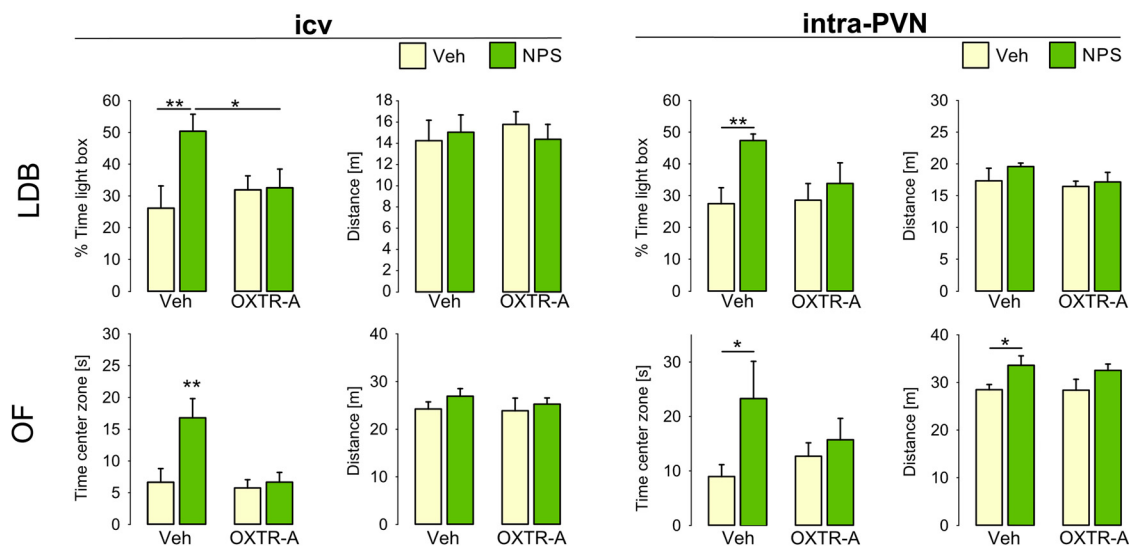 icv
intra-PVN
Veh NPS
Veh NPS
LDB
% Time light box
60
50
40
30
20
10
0
** *
Veh OXTR-A
Distance [m]
18
16
14
12
10
8
6
4
2
0
Veh OXTR-A
% Time light box
60
50
40
30
20
10
0
**
Veh OXTR-A
Distance [m]
30
25
20
15
10
5
0
Veh OXTR-A
OF
Time center zone [s]
30
25
20
15
10
5
0
**
Veh OXTR-A
Distance [m]
40
30
20
10
0
Veh OXTR-A
Time center zone [s]
30
20
10
0
*
Veh OXTR-A
Distance [m]
40
30
20
10
0
*
Veh OXTR-A